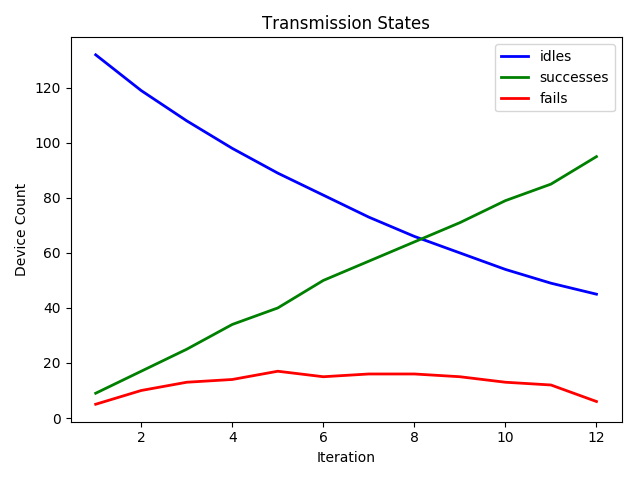 Transmission States
idles
successes
fails
Device Count
120
100
80
60
40
20
0
2 4 6 8 10 12
Iteration